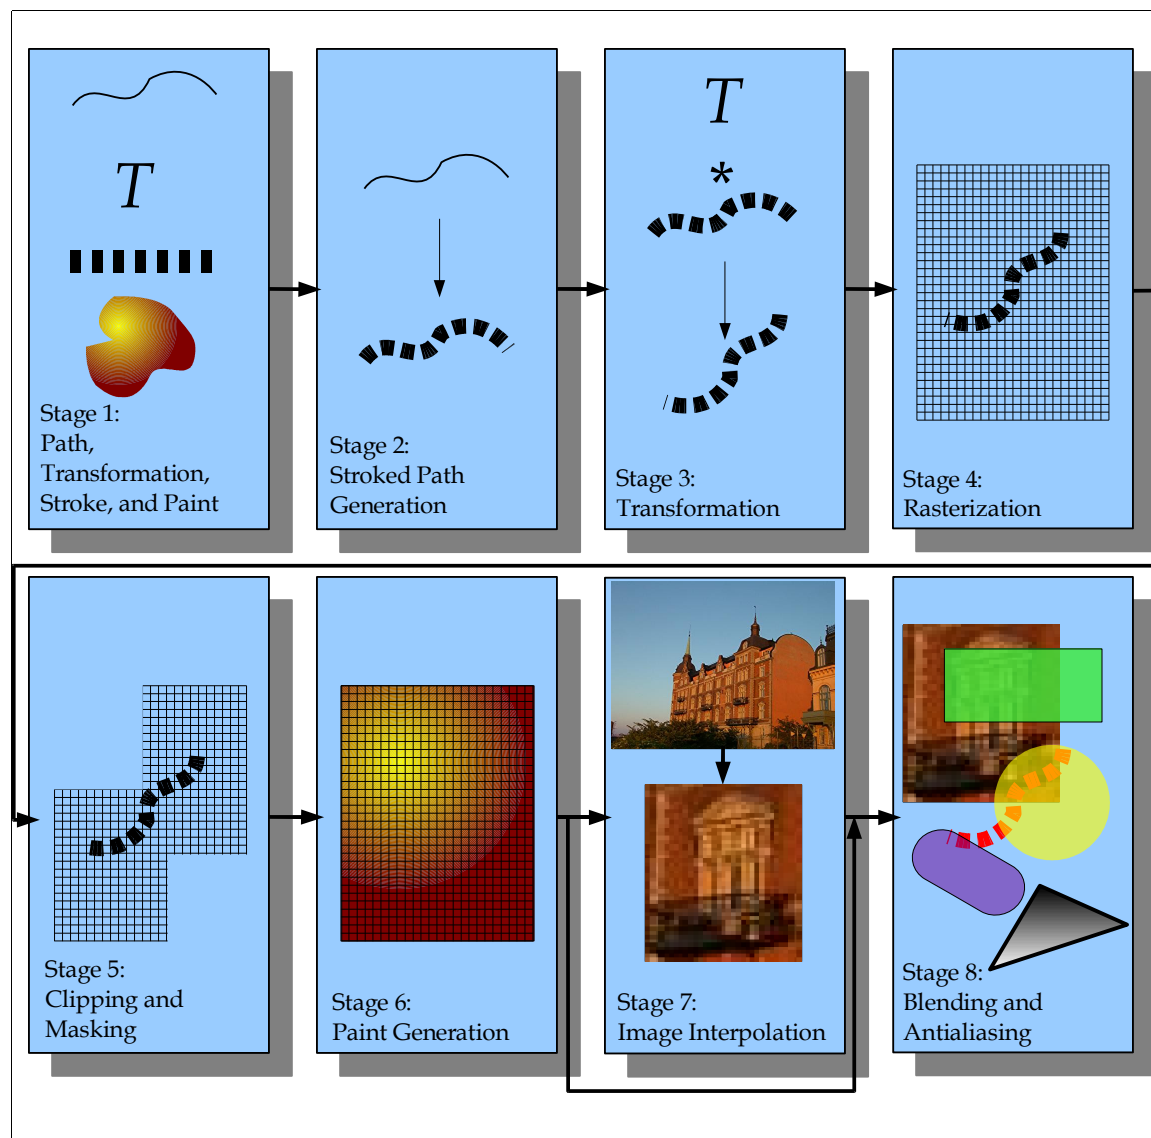 T
Stage 1:
Path,
Transformation,
Stroke, and Paint
Stage 2:
Stroked Path
Generation
T
*
Stage 3:
Transformation
Stage 4:
Rasterization
Stage 5:
Clipping and
Masking
Stage 6:
Paint Generation
Stage 7:
Image Interpolation
Stage 8:
Blending and
Antialiasing